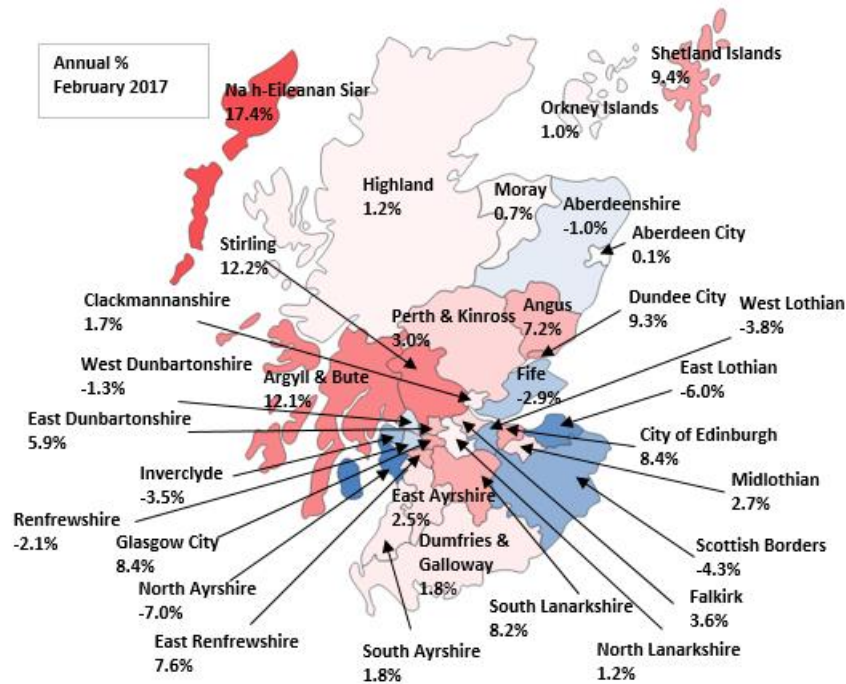 Annual %
February 2017
Na h-Eileanan Siar
17.4%
Shetland Islands
9.4%
Orkney Islands
1.0%
Highland
1.2%
Moray
0.7%
Aberdeenshire
-1.0%
Aberdeen City
0.1%
Stirling
12.2%
Clackmannanshire
1.7%
Perth & Kinross
3.0%
Angus
7.2%
Dundee City
9.3%
West Lothian
-3.8%
West Dunbartonshire
-1.3%
Argyll & Bute
12.1%
Fife
-2.9%
East Lothian
-6.0%
East Dunbartonshire
5.9%
City of Edinburgh
8.4%
Inverclyde
-3.5%
Midlothian
2.7%
East Ayrshire
2.5%
Renfrewshire
-2.1%
Glasgow City
8.4%
Dumfries &
Galloway
1.8%
Scottish Borders
-4.3%
North Ayrshire
-7.0%
South Lanarkshire
8.2%
Falkirk
3.6%
East Renfrewshire
7.6%
South Ayrshire
1.8%
North Lanarkshire
1.2%